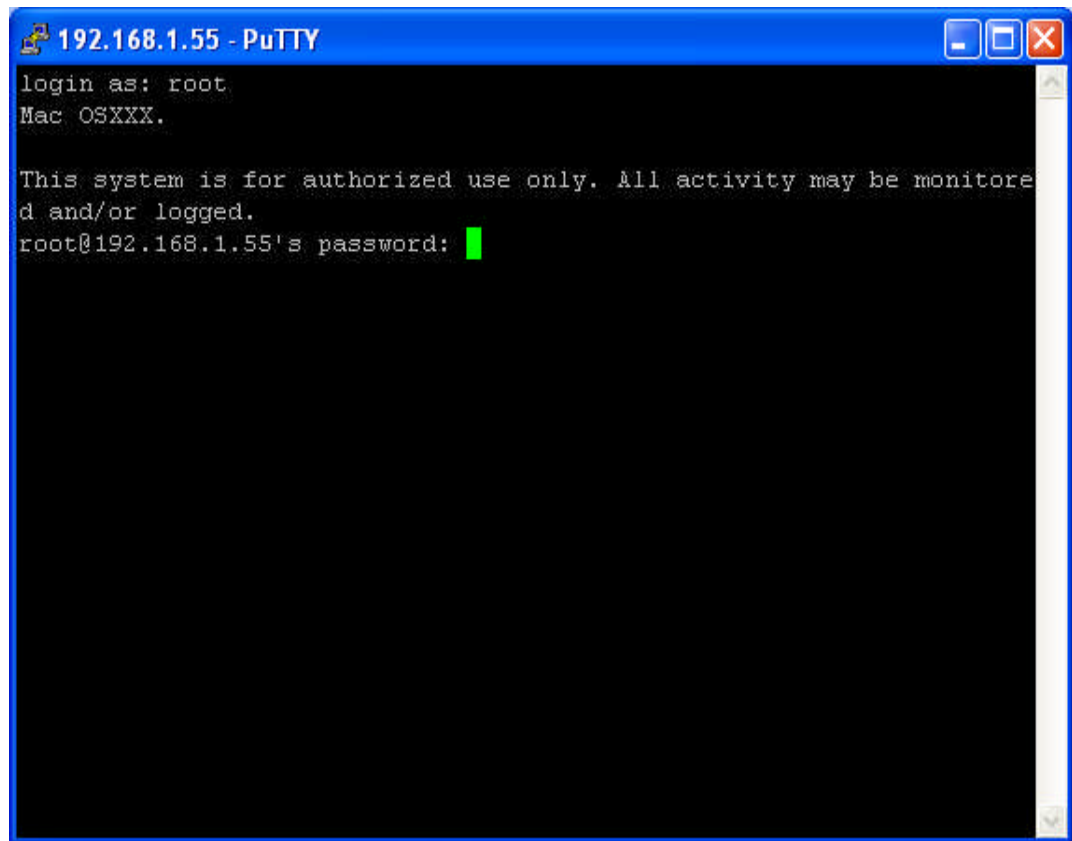 192.168.1.55 - PuTTY
login as: root
Mac OSXXX.
This system is for authorized use only. All activity may be monitore
d and/or logged.
root@192.168.1.55's password: